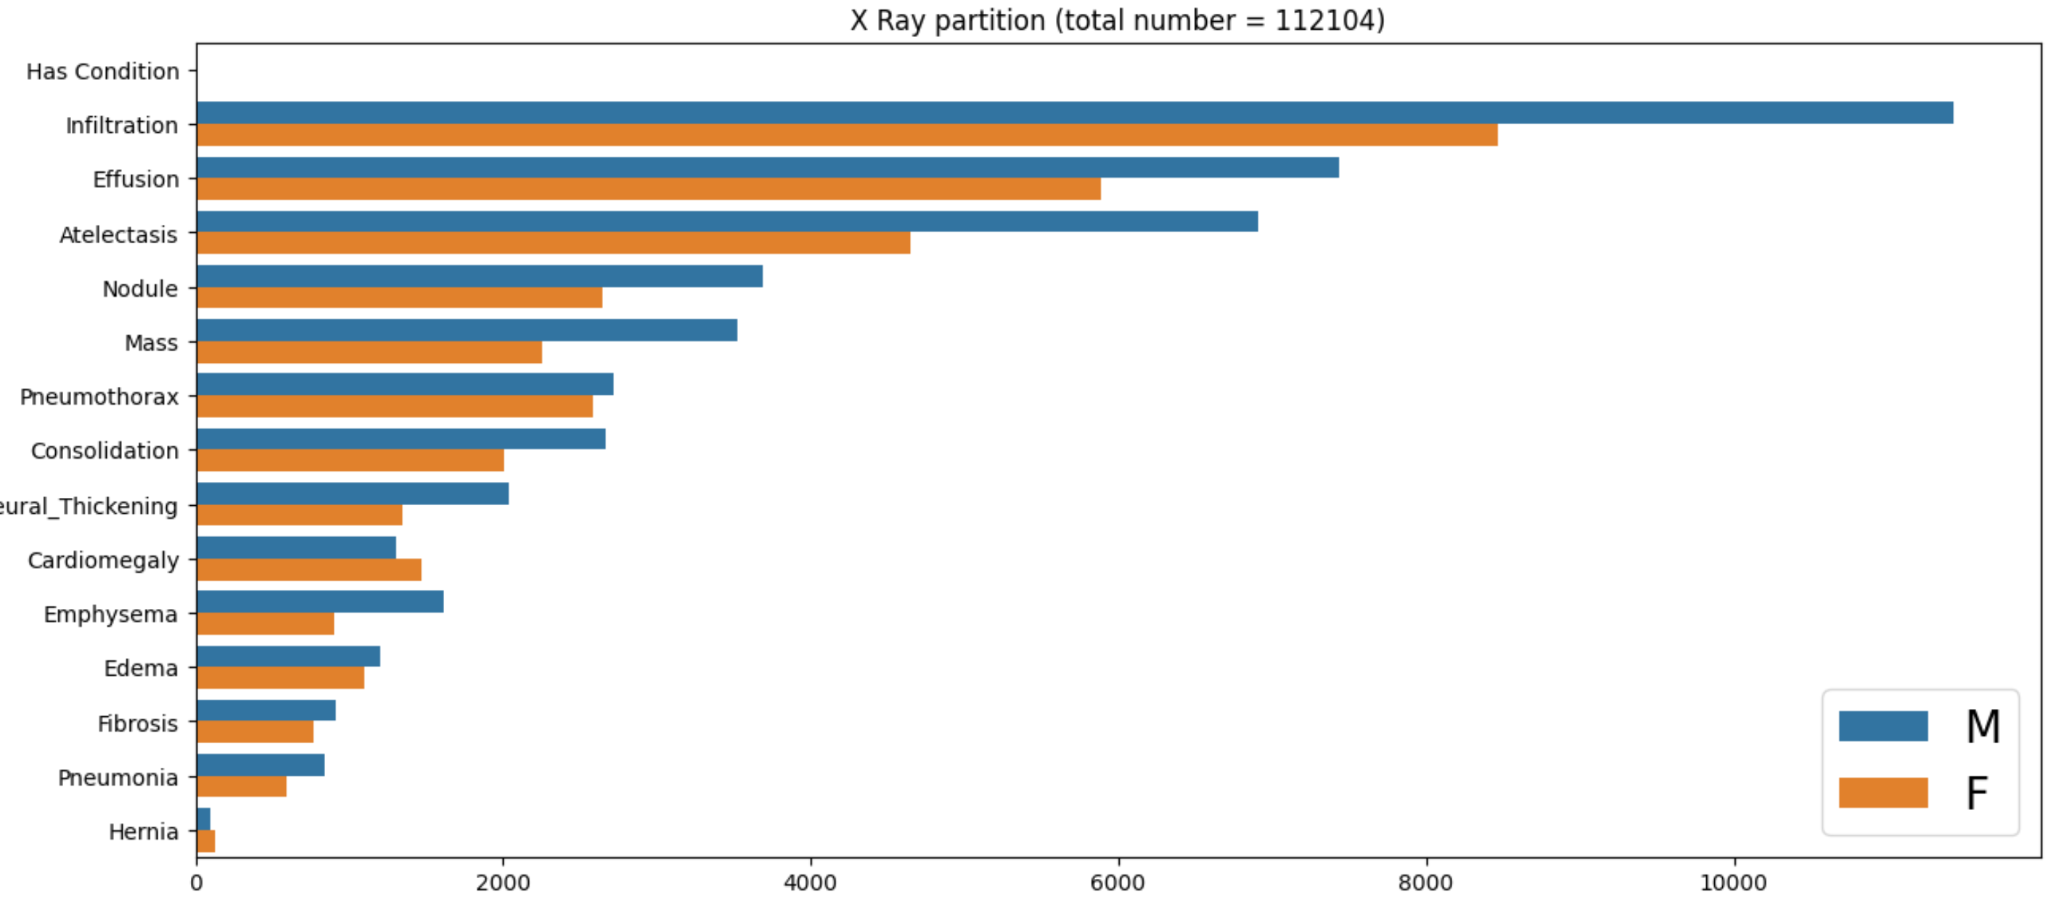 X Ray partition (total number = 112104)
Has Condition
Infiltration
Effusion
Atelectasis
Nodule
Mass
Pneumothorax
Consolidation
eural_Thickening
Cardiomegaly
Emphysema
Edema
Fibrosis
Pneumonia
Hernia
M
F
0 2000 4000 6000 8000 10000